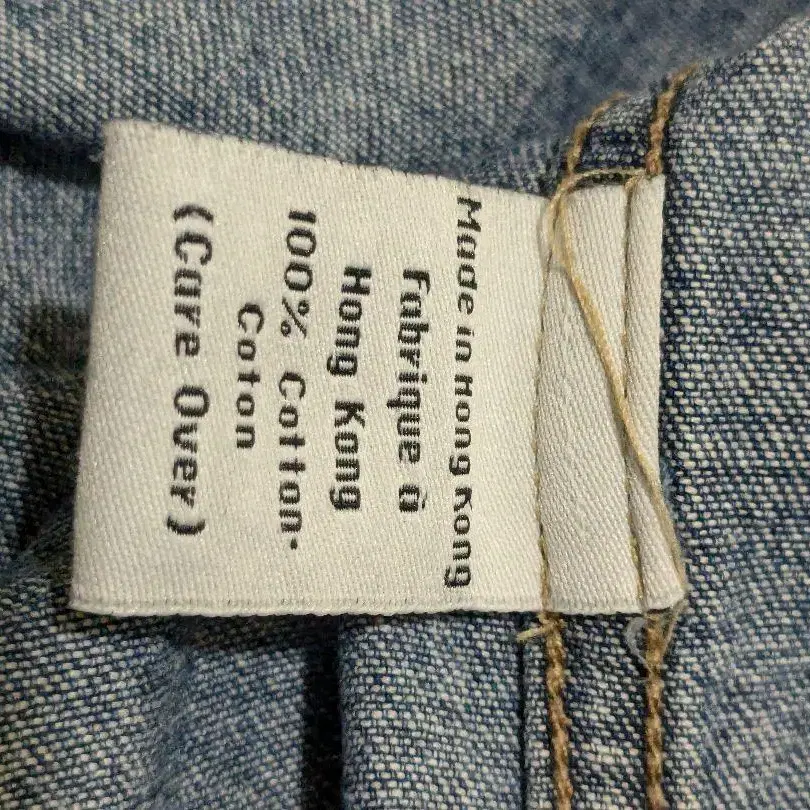 Made in Hong Kong
Fabrique à
Hong Kong
100% Cotton·
Coton
(Care Over)